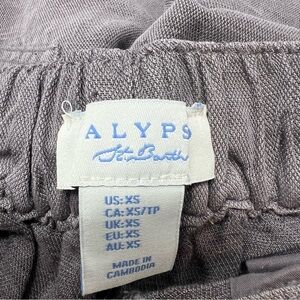 ALYPS
St Barth
US: XS
CA: XS/TP
UK: XS
EU: XS
AU: XS
MADE IN
CAMBODIA